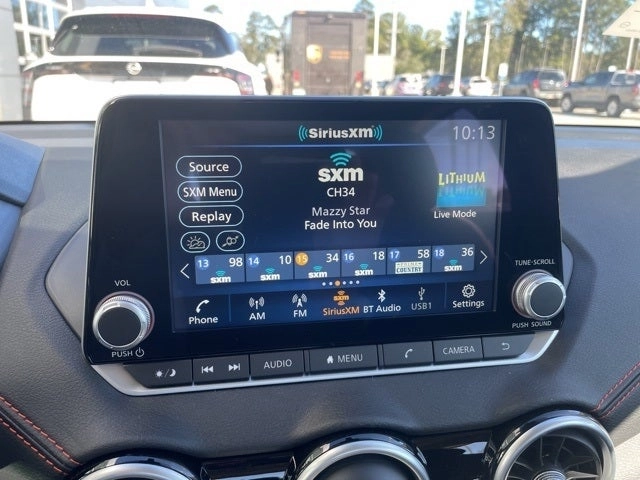 SiriusXM
10:13
Source
SXM Menu
Replay
sxm
CH34
Mazzy Star
Fade Into You
LiTHiUM
Live Mode
13 98 14 10 15 34 16 18 17 58 18 36
sxm sxm sxm sxm COUNTRY sxm
Phone AM FM SiriusXM BT Audio USB1 Settings
VOL
PUSH
TUNE·SCROLL
PUSH SOUND
AUDIO MENU CAMERA